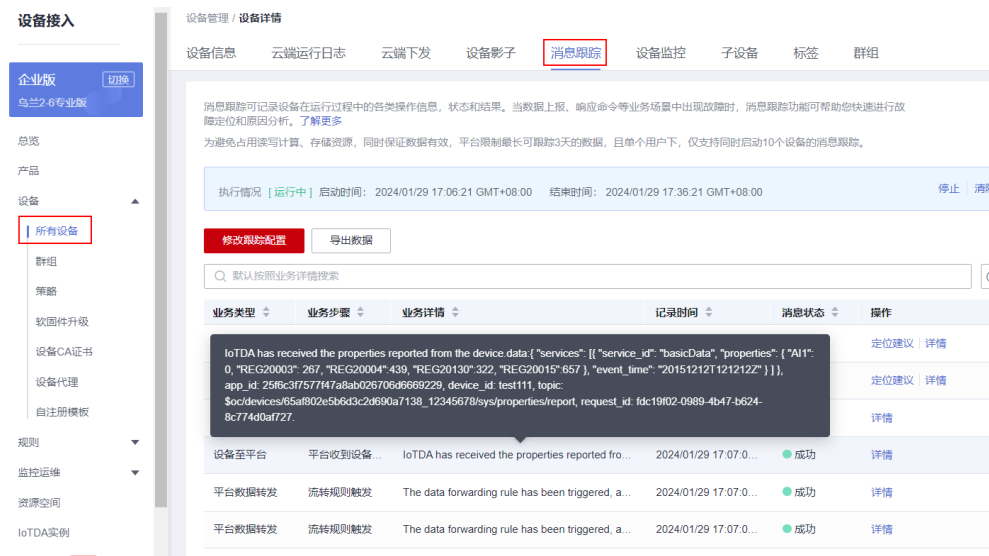 设备接入
企业版
切换
乌兰2-6专业版
总览
产品
设备
所有设备
群组
策略
软固件升级
设备CA证书
设备代理
自注册模板
规则
监控运维
资源空间
IoTDA实例
设备管理 / 设备详情
设备信息 云端运行日志 云端下发 设备影子 消息跟踪 设备监控 子设备 标签 群组
消息跟踪可记录设备在运行过程中的各类操作信息，状态和结果。当数据上报、响应命令等业务场景中出现故障时，消息跟踪功能可帮助您快速进行故
障定位和原因分析。了解更多
为避免占用读写计算、存储资源，同时保证数据有效，平台限制最长可跟踪3天的数据，且单个用户下，仅支持同时启动10个设备的消息跟踪。
执行情况 [ 运行中 ] 启动时间： 2024/01/29 17:06:21 GMT+08:00 结束时间： 2024/01/29 17:36:21 GMT+08:00 停止
修改跟踪配置 导出数据
默认按照业务详情搜索
业务类型 业务步骤 业务详情 记录时间 消息状态 操作
定位建议 详情
定位建议 详情
详情
IoTDA has received the properties reported from the device.data:{ "services": [{ "service_id": "basicData", "properties": { "AI1":
0, "REG20003": 267, "REG20004":439, "REG20130":322, "REG20015":657 }, "event_time": "20151212T121212Z" } ] },
app_id: 25f6c3f7577f47a8ab026706d6669229, device_id: test111, topic:
$oc/devices/65af802e5b6d3c2d690a7138_12345678/sys/properties/report, request_id: fdc19f02-0989-4b47-b624-
8c774d0af727.
设备至平台 平台收到设备... IoTDA has received the properties reported fro... 2024/01/29 17:07:0... 成功 详情
平台数据转发 流转规则触发 The data forwarding rule has been triggered, a... 2024/01/29 17:07:0... 成功 详情
平台数据转发 流转规则触发 The data forwarding rule has been triggered, a... 2024/01/29 17:07:0... 成功 详情